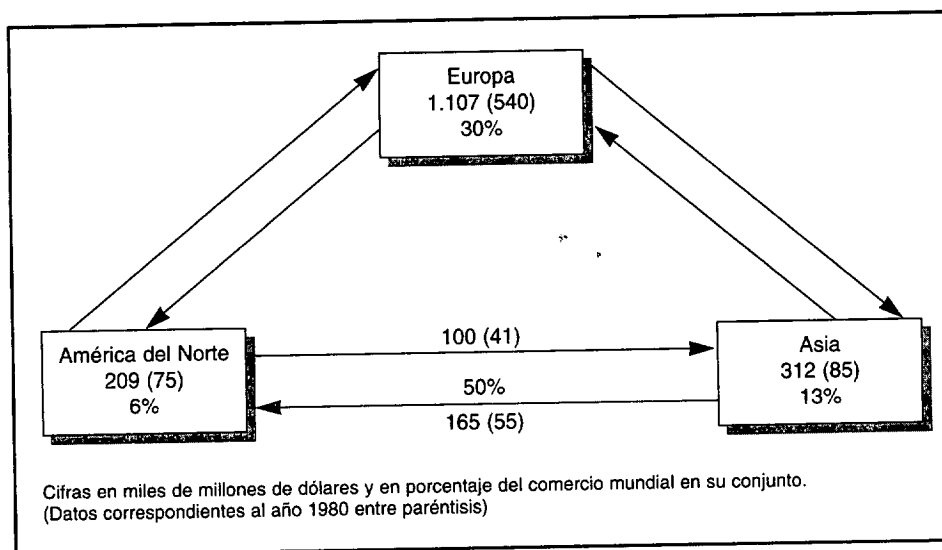 Europa
1.107 (540)
30%
América del Norte
209 (75)
6%
100 (41)
50%
165 (55)
Asia
312 (85)
13%
Cifras en miles de millones de dólares y en porcentaje del comercio mundial en su conjunto.
(Datos correspondientes al año 1980 entre paréntisis)